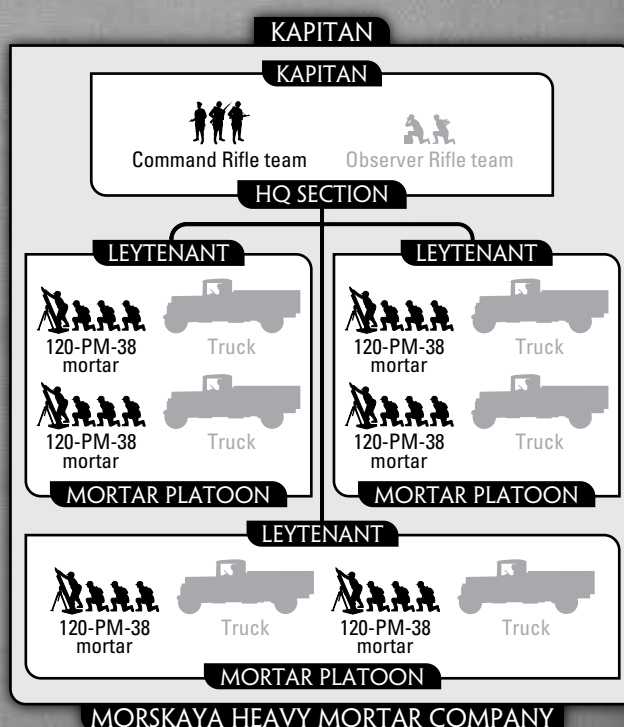 KAPITAN
KAPITAN
Command Rifle team
Observer Rifle team
HQ SECTION
LEYTENANT
120-PM-38
mortar
Truck
120-PM-38
mortar
Truck
MORTAR PLATOON
LEYTENANT
120-PM-38
mortar
Truck
120-PM-38
mortar
Truck
MORTAR PLATOON
LEYTENANT
120-PM-38
mortar
Truck
120-PM-38
mortar
Truck
MORTAR PLATOON
MORSKAYA HEAVY MORTAR COMPANY